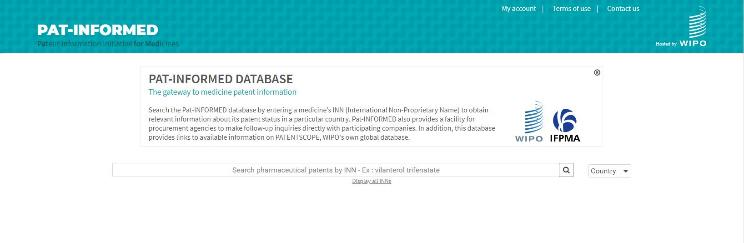 My account | Terms of use | Contact us
PAT-INFORMED
Patent Information Initiative for Medicines
Hosted by WIPO
PAT-INFORMED DATABASE
The gateway to medicine patent information
Search the Pat-INFORMED database by entering a medicine's INN (International Non-Proprietary Name) to obtain
relevant information about its patent status in a particular country. Pat-INFORMED also provides a facility for
procurement agencies to make follow-up inquiries directly with participating companies. In addition, this database
provides links to available information on PATENTSCOPE, WIPO's own global database.
WIPO IFPMA
Search pharmaceutical patents by INN - Ex : vilanterol trifenatate
Country
Display all INNs